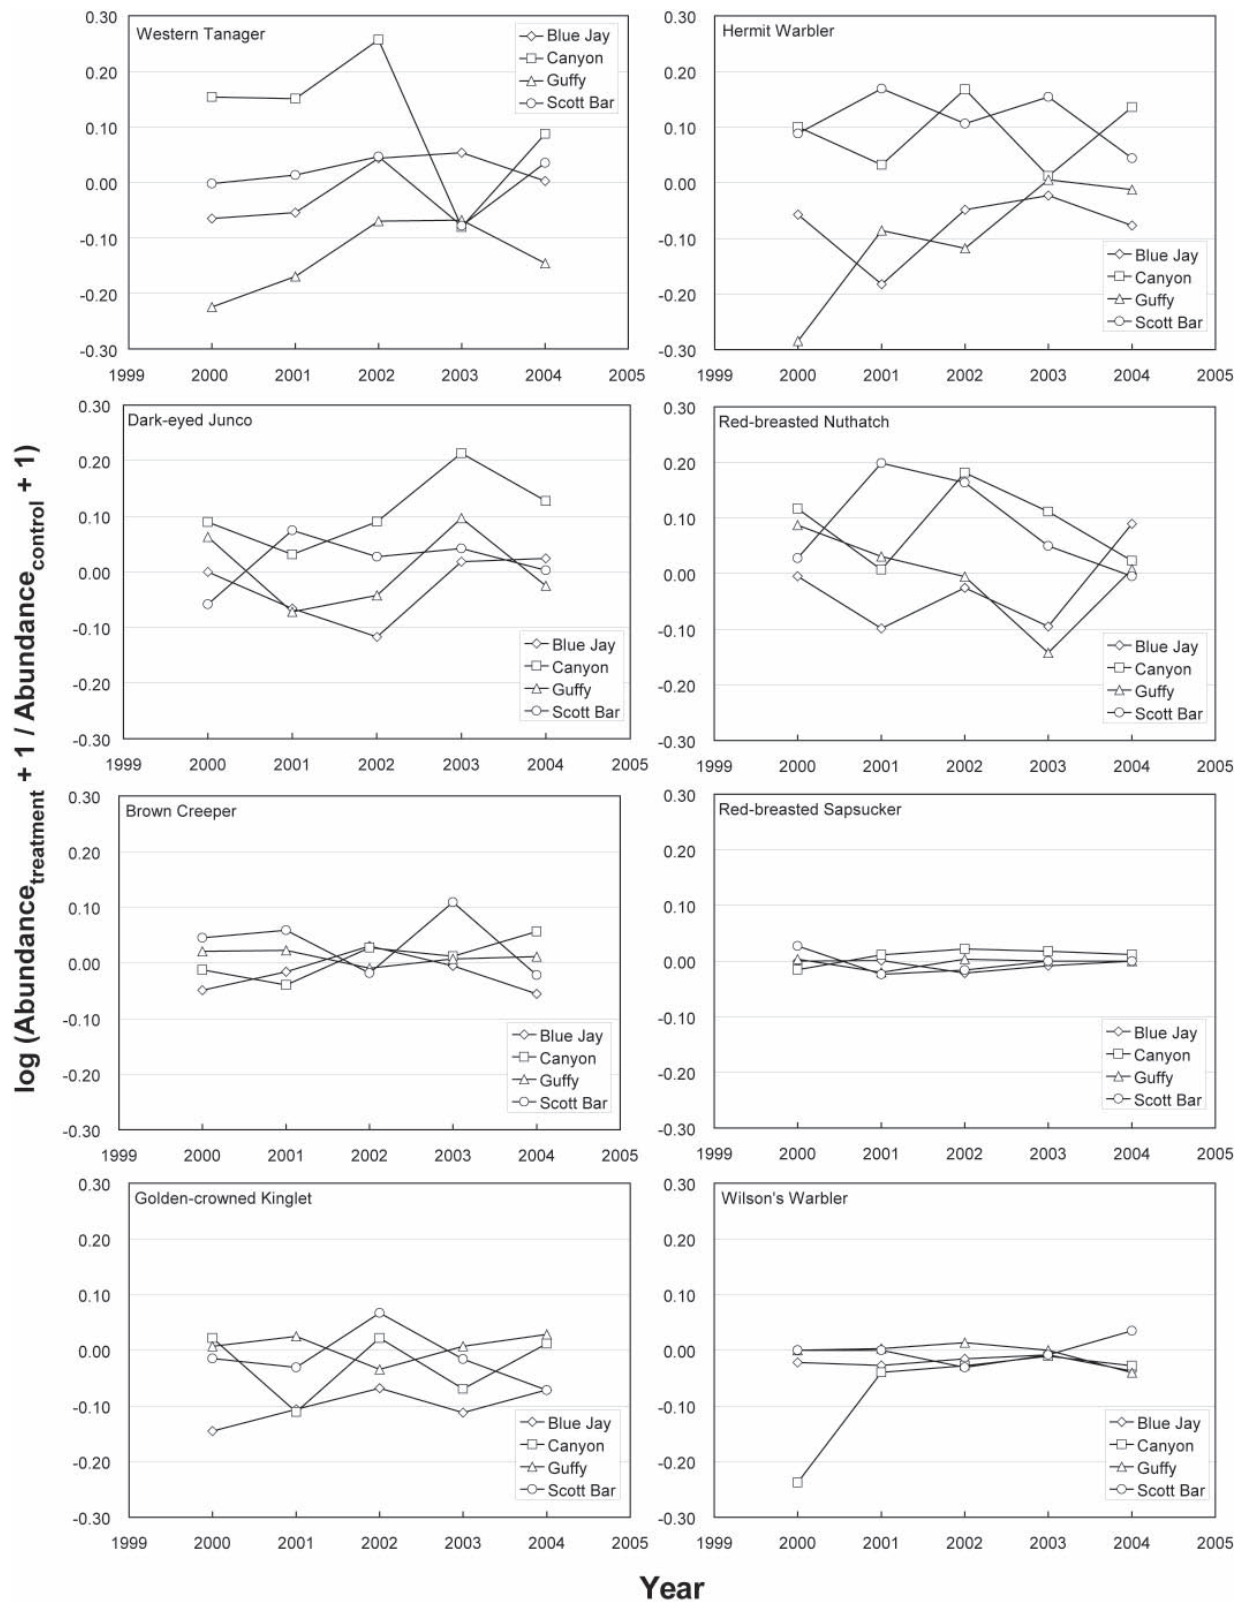 log (Abundancetreatment + 1 / Abundancecontrol + 1)
Western Tanager
0.30
0.20
0.10
0.00
-0.10
-0.20
-0.30
1999 2000 2001 2002 2003 2004 2005
Blue Jay
Canyon
Guffy
Scott Bar
Hermit Warbler
0.30
0.20
0.10
0.00
-0.10
-0.20
-0.30
1999 2000 2001 2002 2003 2004 2005
Blue Jay
Canyon
Guffy
Scott Bar
Dark-eyed Junco
0.30
0.20
0.10
0.00
-0.10
-0.20
-0.30
1999 2000 2001 2002 2003 2004 2005
Blue Jay
Canyon
Guffy
Scott Bar
Red-breasted Nuthatch
0.30
0.20
0.10
0.00
-0.10
-0.20
-0.30
1999 2000 2001 2002 2003 2004 2005
Blue Jay
Canyon
Guffy
Scott Bar
Brown Creeper
0.30
0.20
0.10
0.00
-0.10
-0.20
-0.30
1999 2000 2001 2002 2003 2004 2005
Blue Jay
Canyon
Guffy
Scott Bar
Red-breasted Sapsucker
0.30
0.20
0.10
0.00
-0.10
-0.20
-0.30
1999 2000 2001 2002 2003 2004 2005
Blue Jay
Canyon
Guffy
Scott Bar
Golden-crowned Kinglet
0.30
0.20
0.10
0.00
-0.10
-0.20
-0.30
1999 2000 2001 2002 2003 2004 2005
Blue Jay
Canyon
Guffy
Scott Bar
Wilson's Warbler
0.30
0.20
0.10
0.00
-0.10
-0.20
-0.30
1999 2000 2001 2002 2003 2004 2005
Blue Jay
Canyon
Guffy
Scott Bar
Year